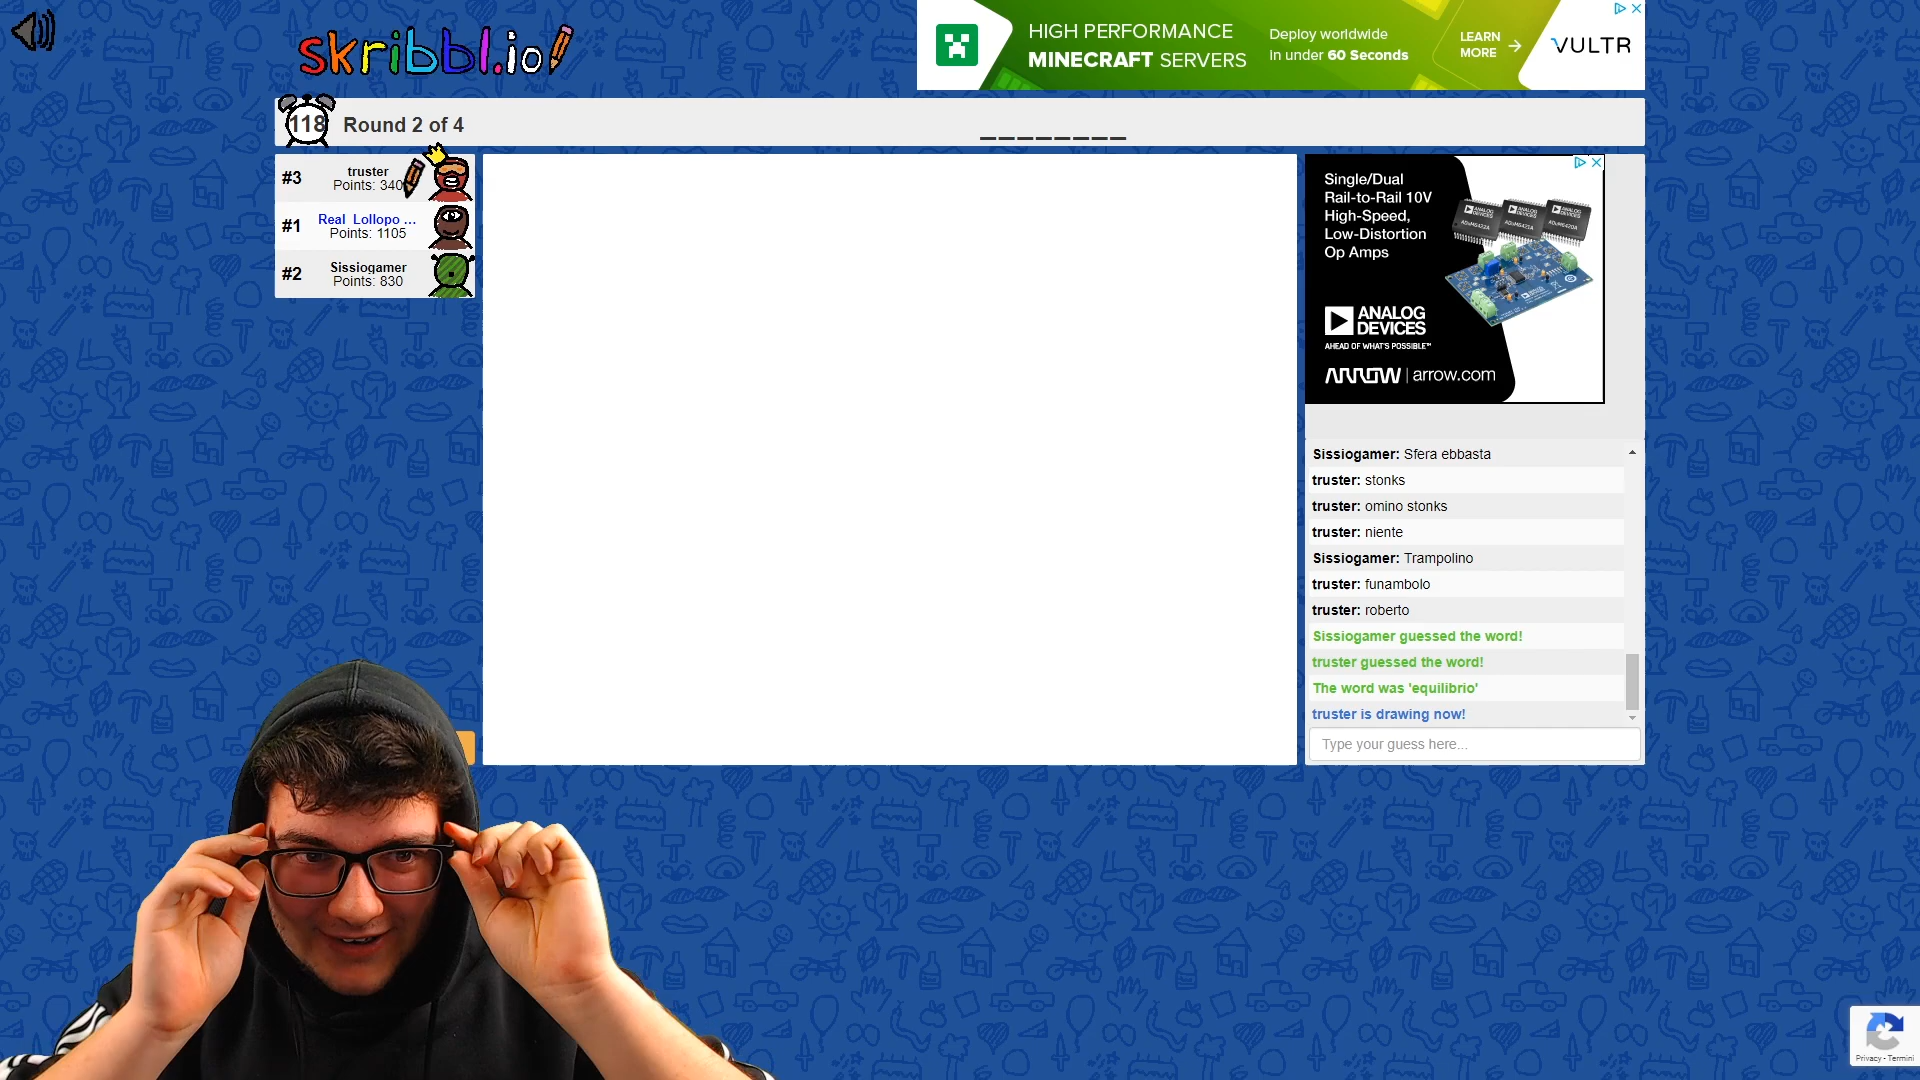 skribbl.io
HIGH PERFORMANCE
MINECRAFT SERVERS
Deploy worldwide
in under 60 Seconds
LEARN
MORE
VULTR
118
Round 2 of 4
________
#3
truster
Points: 340
#1
Real Lollopo ...
Points: 1105
#2
Sissiogamer
Points: 830
Single/Dual
Rail-to-Rail 10V
High-Speed,
Low-Distortion
Op Amps
ANALOG
DEVICES
AHEAD OF WHAT'S POSSIBLE™
ARROW | arrow.com
Sissiogamer: Sfera ebbasta
truster: stonks
truster: omino stonks
truster: niente
Sissiogamer: Trampolino
truster: funambolo
truster: roberto
Sissiogamer guessed the word!
truster guessed the word!
The word was 'equilibrio'
truster is drawing now!
Type your guess here...
Privacy - Termini